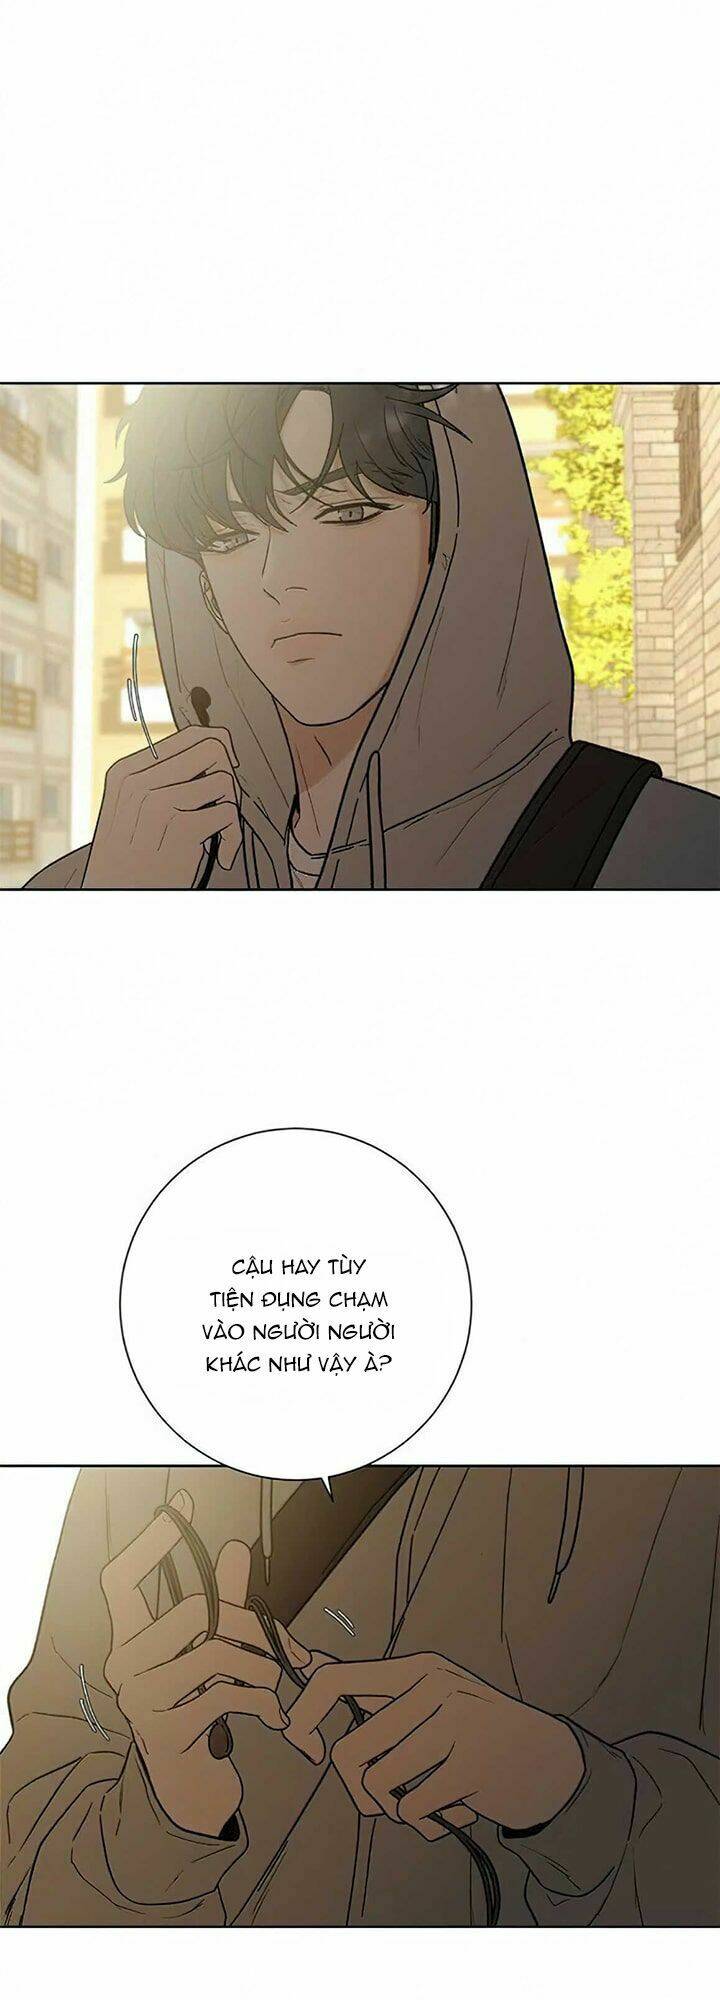 CẬU HAY TÙY
TIỆN ĐỤNG CHẠM
VÀO NGƯỜI NGƯỜI
KHÁC NHƯ VẬY À?